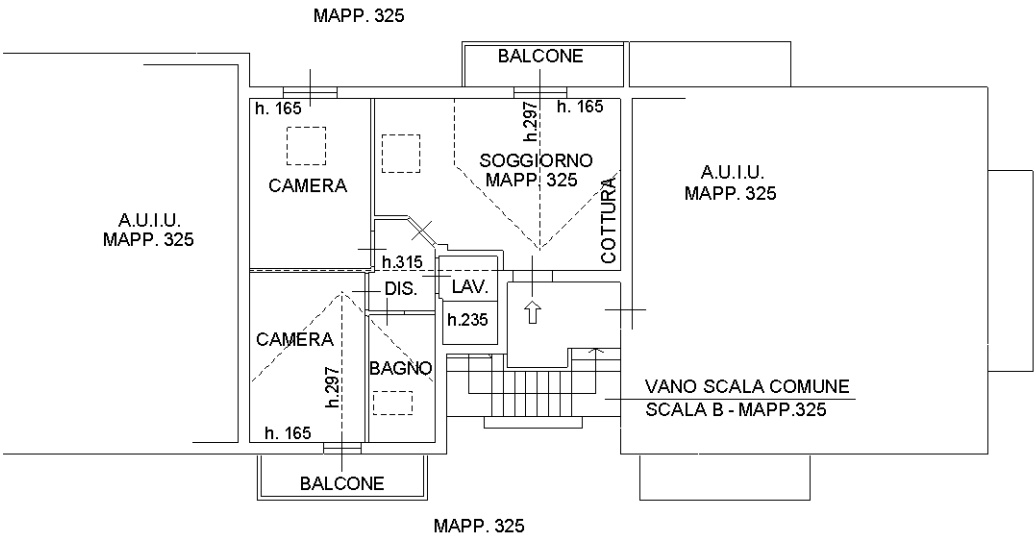 MAPP. 325
BALCONE
h. 165
h.297
h. 165
SOGGIORNO
MAPP. 325
CAMERA
COTTURA
A.U.I.U.
MAPP. 325
A.U.I.U.
MAPP. 325
h.315
DIS.
LAV.
h.235
CAMERA
BAGNO
h.297
h. 165
VANO SCALA COMUNE
SCALA B - MAPP.325
BALCONE
MAPP. 325